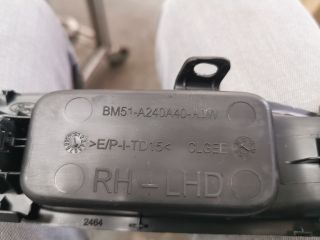 BM51-A240A40-ADW
>E/P-I-TD15< CLGEE
RH - LHD
2464